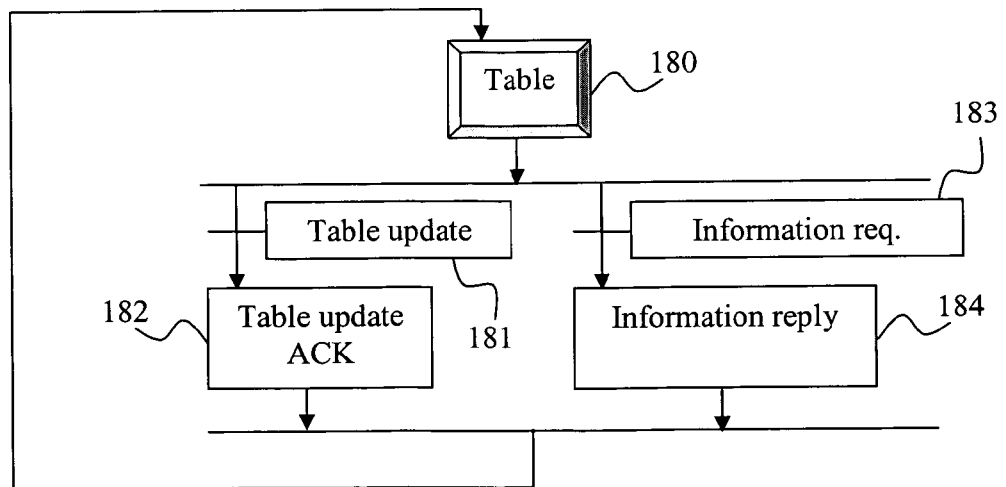 Table
180
183
Table update
Information req.
182
Table update
ACK
181
Information reply
184